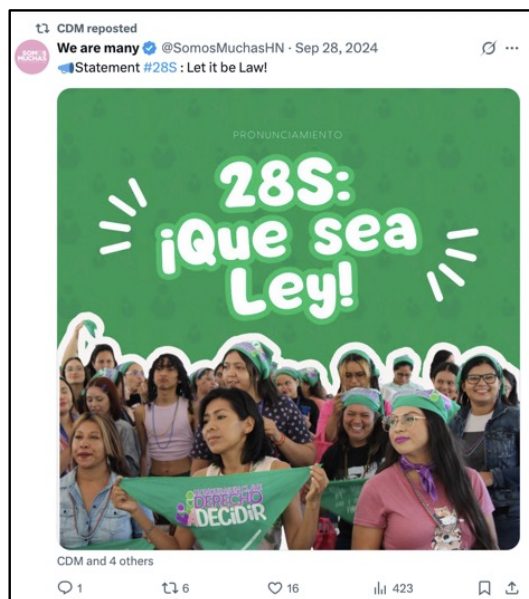 CDM reposted
We are many @SomosMuchasHN · Sep 28, 2024
SOMOS
MUCHAS
Statement #28S : Let it be Law!
PRONUNCIAMIENTO
28S:
¡Que sea
Ley!
DERECHO
A DECIDIR
CDM and 4 others
1 6 16 423